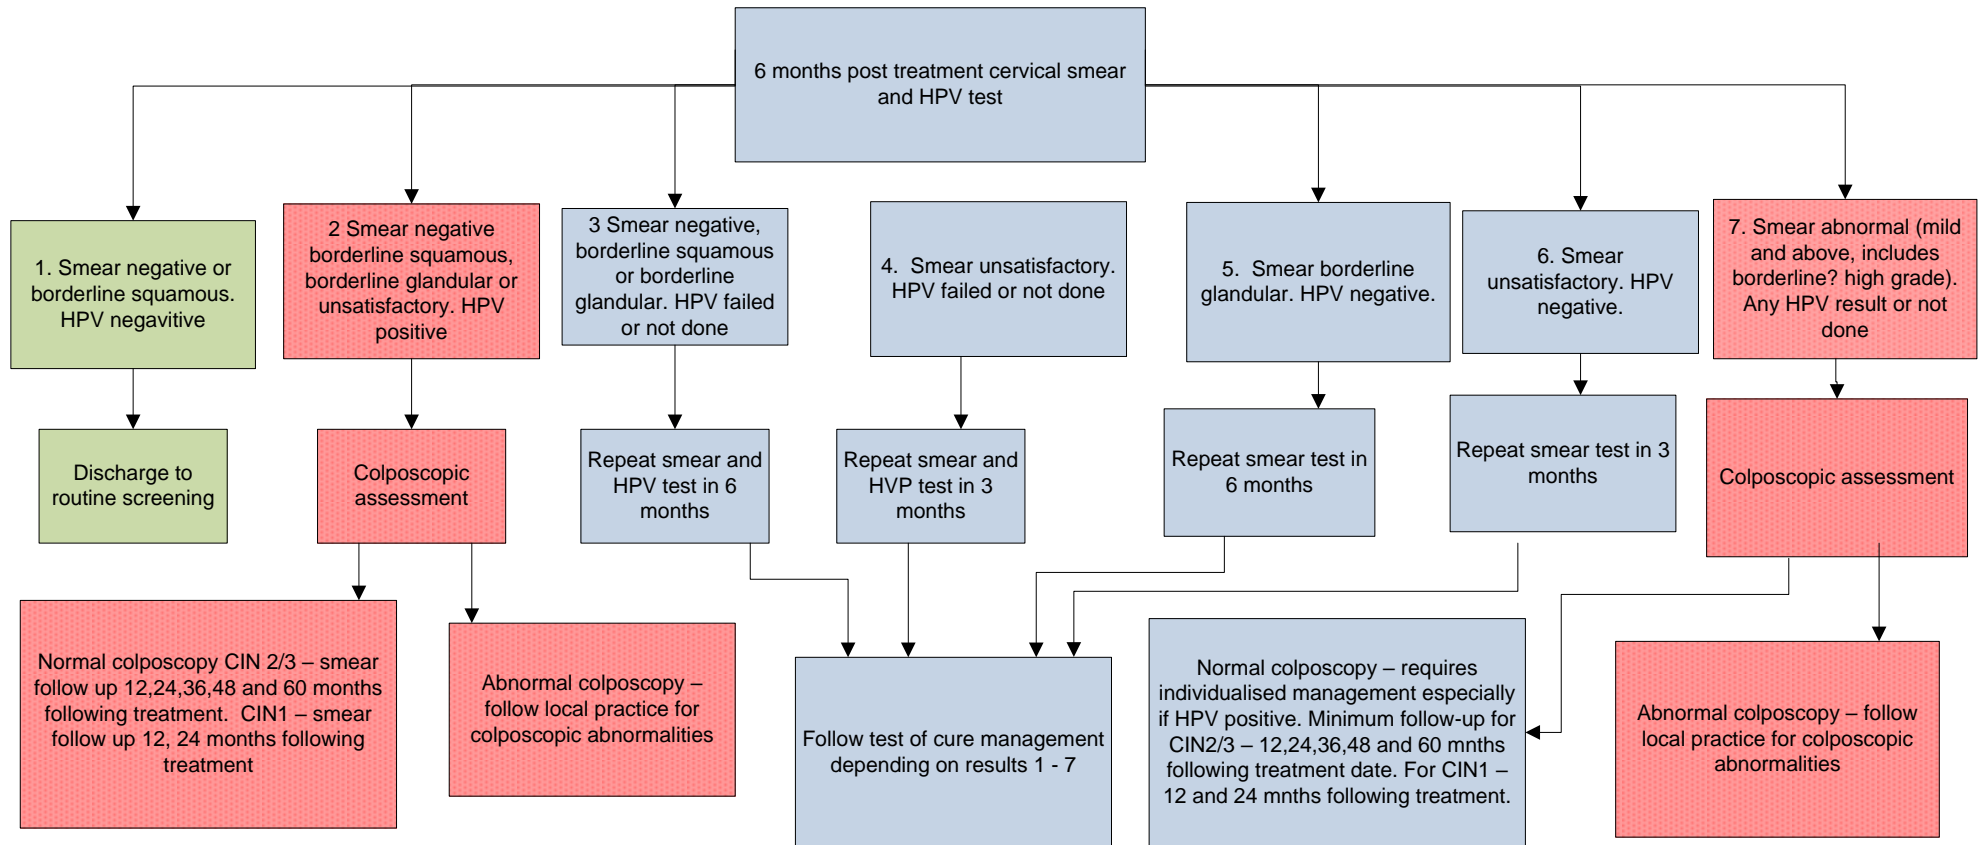 6 months post treatment cervical smear
and HPV test
1. Smear negative or
borderline squamous.
HPV negavitive
2 Smear negative
borderline squamous,
borderline glandular or
unsatisfactory. HPV
positive
3 Smear negative,
borderline squamous
or borderline
glandular. HPV failed
or not done
4. Smear unsatisfactory.
HPV failed or not done
5. Smear borderline
glandular. HPV negative.
6. Smear
unsatisfactory. HPV
negative.
7. Smear abnormal (mild
and above, includes
borderline? high grade).
Any HPV result or not
done
Discharge to
routine screening
Colposcopic
assessment
Repeat smear and
HPV test in 6
months
Repeat smear and
HVP test in 3
months
Repeat smear test in
6 months
Repeat smear test in 3
months
Colposcopic assessment
Normal colposcopy CIN 2/3 – smear
follow up 12,24,36,48 and 60 months
following treatment. CIN1 – smear
follow up 12, 24 months following
treatment
Abnormal colposcopy –
follow local practice for
colposcopic abnormalities
Follow test of cure management
depending on results 1 - 7
Normal colposcopy – requires
individualised management especially
if HPV positive. Minimum follow-up for
CIN2/3 – 12,24,36,48 and 60 mnths
following treatment date. For CIN1 –
12 and 24 mnths following treatment.
Abnormal colposcopy – follow
local practice for colposcopic
abnormalities